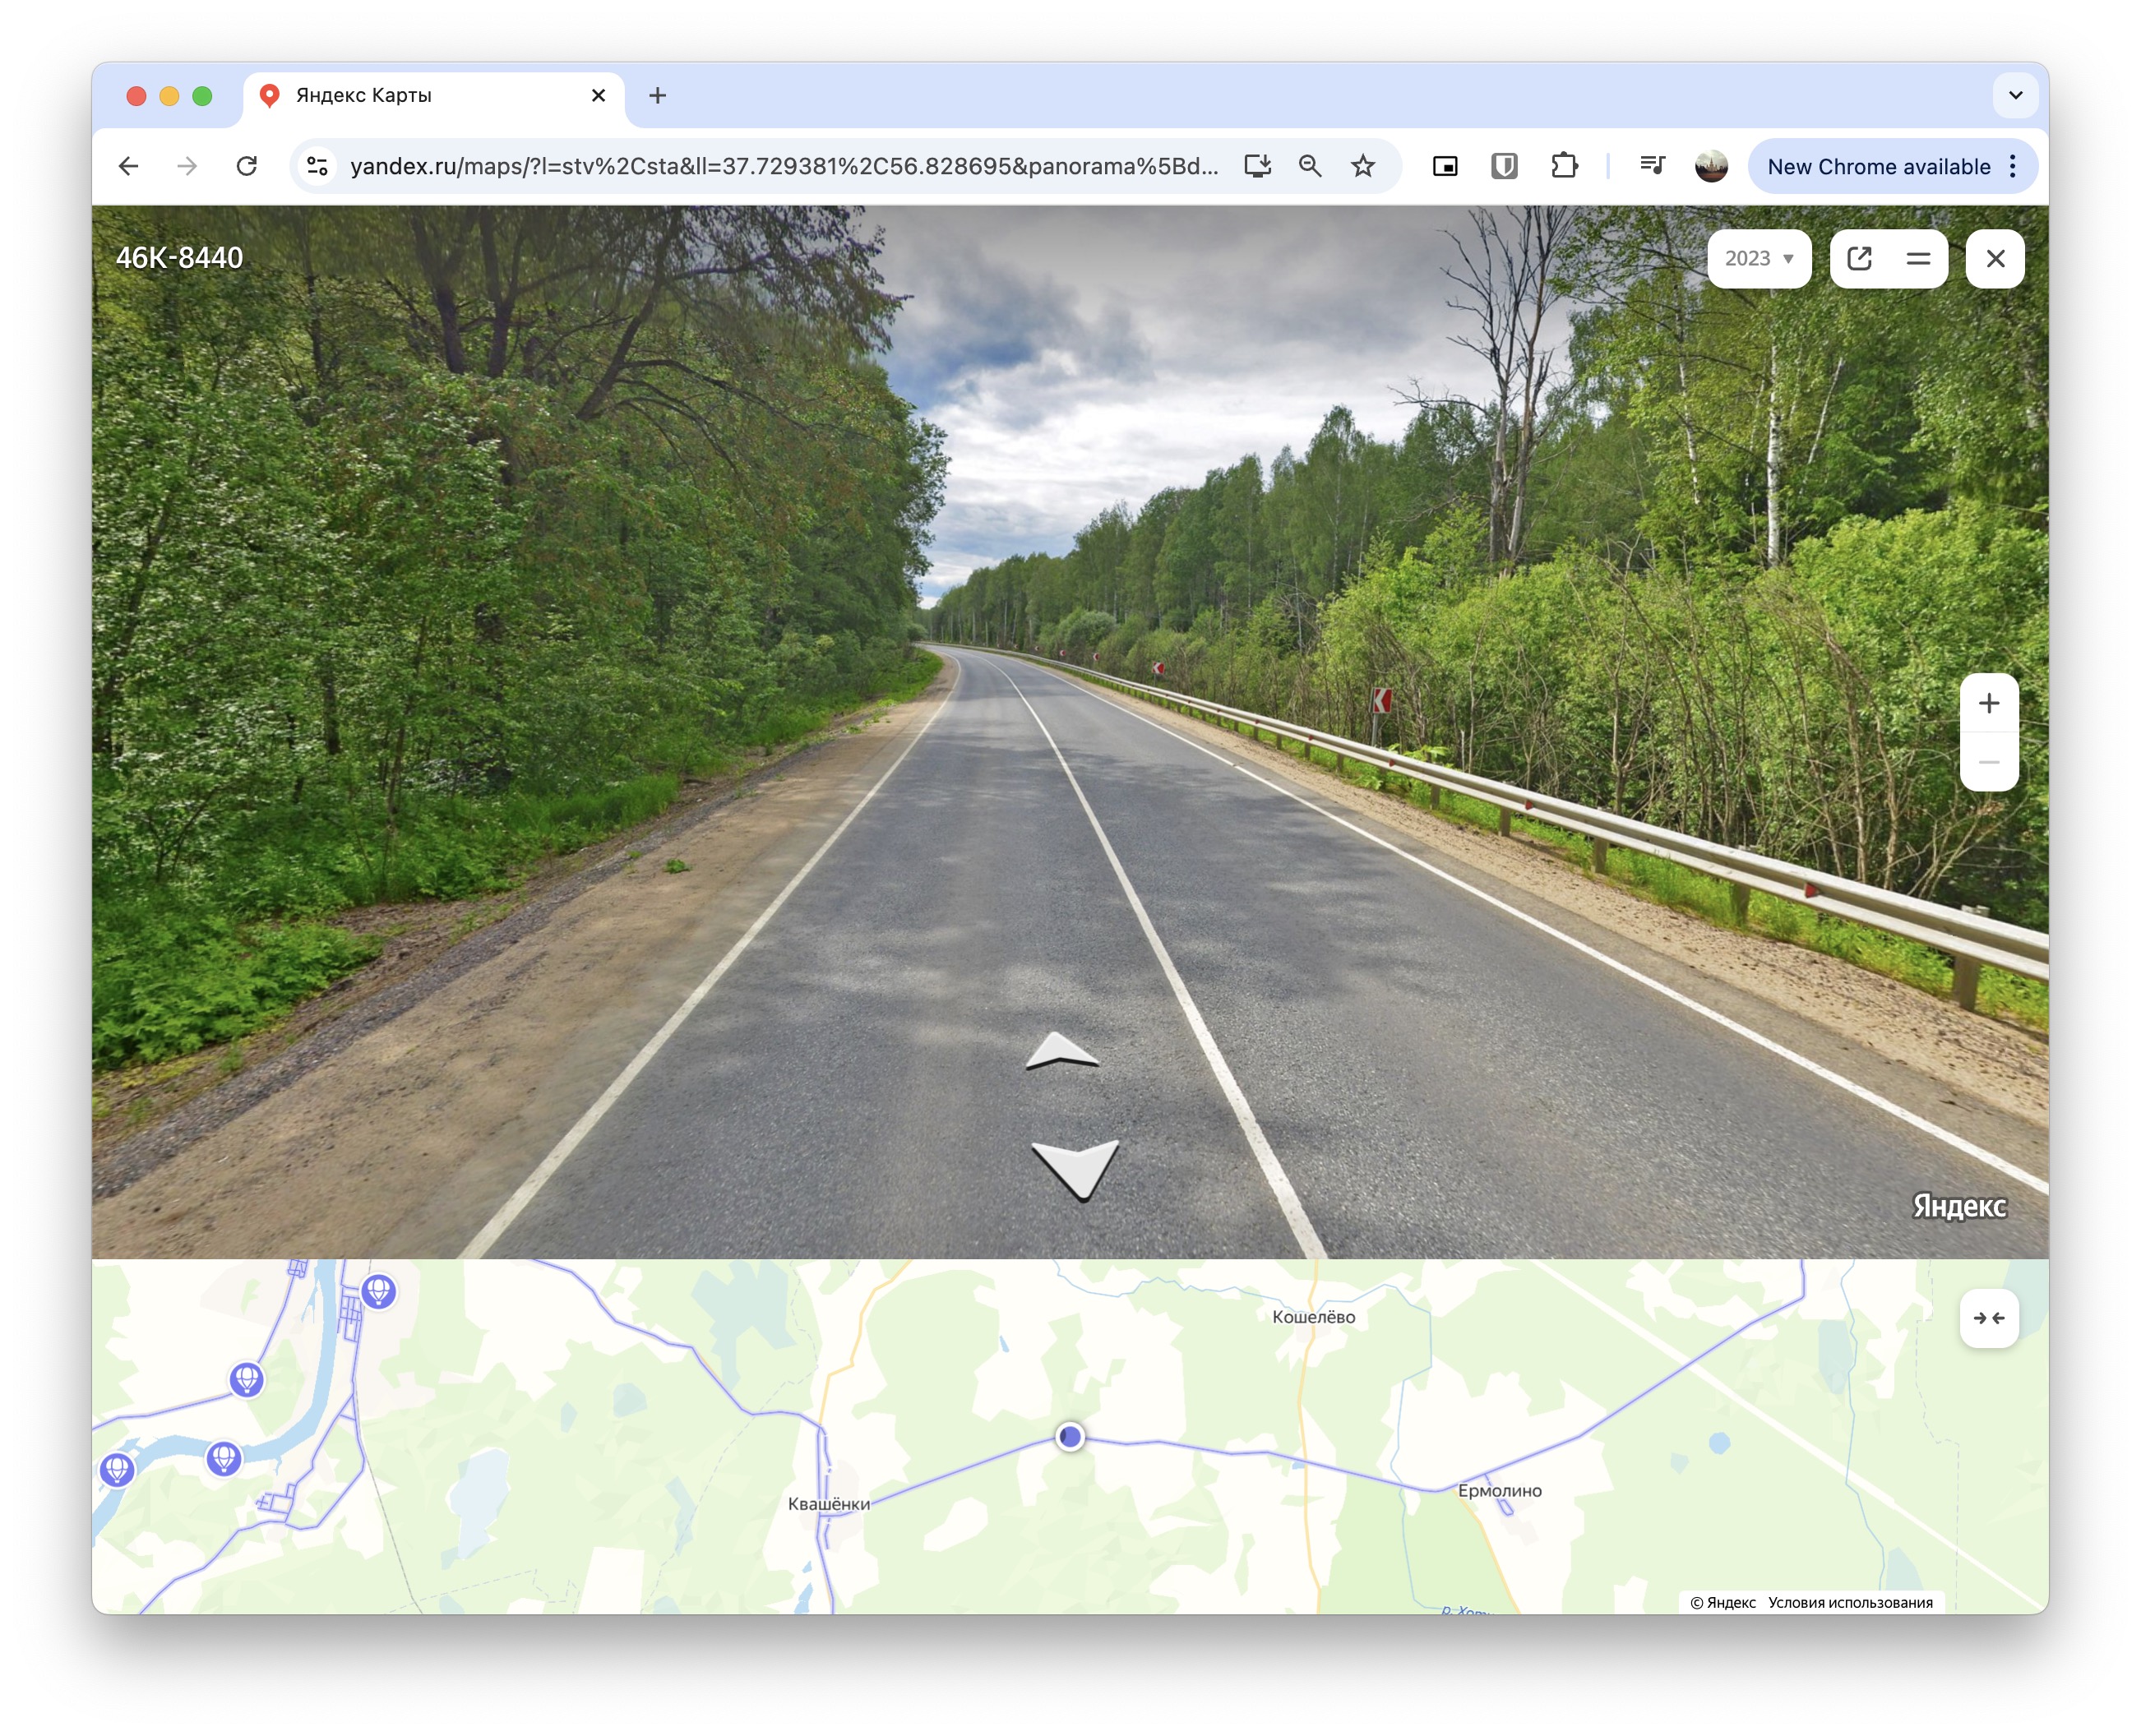 Яндекс Карты
yandex.ru/maps/?l=stv%2Csta&ll=37.729381%2C56.828695&panorama%5Bd...
New Chrome available
46К-8440
2023
Яндекс
Кошелёво
Квашёнки
Ермолино
© Яндекс Условия использования